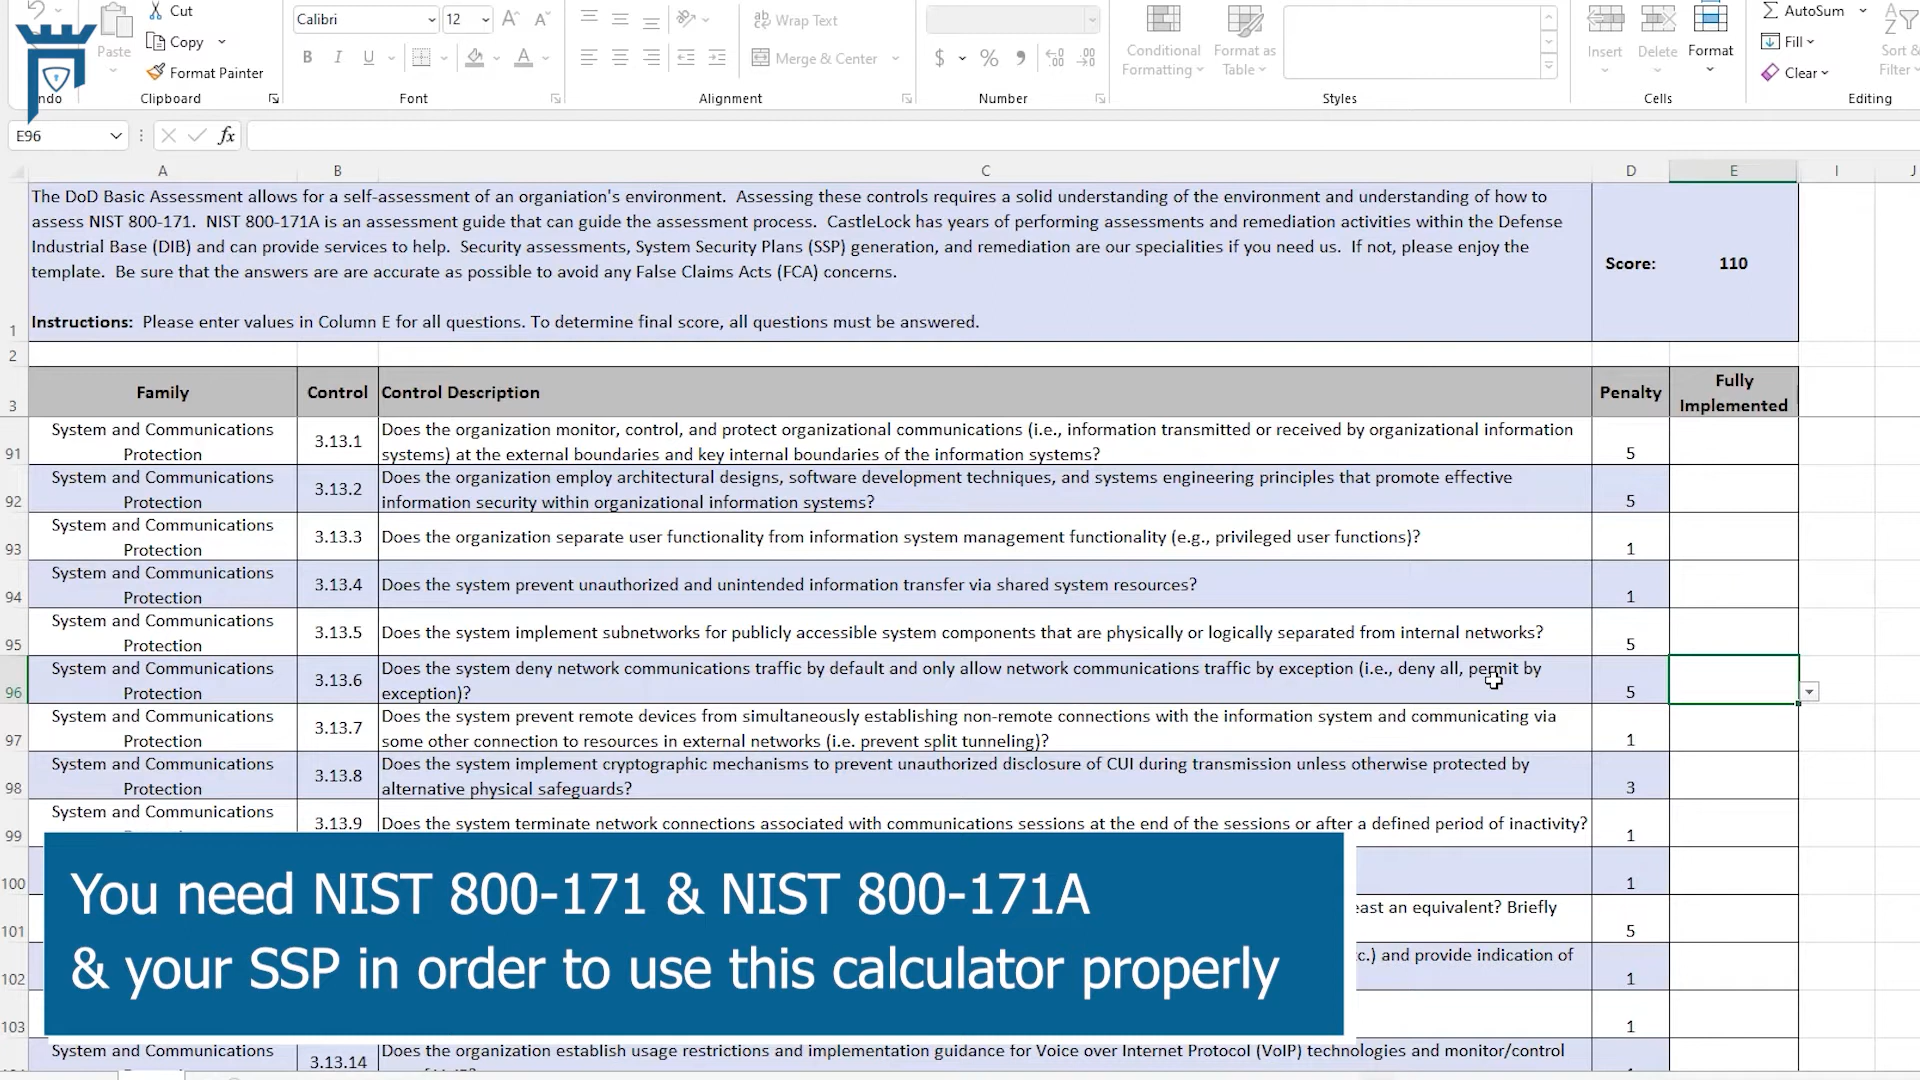 Cut
Calibri
12
Paste
Copy
Wrap Text
Conditional
Formatting
Format as
Table
Insert
Delete
Format
AutoSum
Fill
Sort &
Filter
Format Painter
B
I
U
A
Merge & Center
$
%
Clear
ndo
Clipboard
Font
Alignment
Number
Styles
Cells
Editing
E96
fx
A
B
C
D
E
I
J
The DoD Basic Assessment allows for a self-assessment of an organiation's environment. Assessing these controls requires a solid understanding of the environment and understanding of how to
assess NIST 800-171. NIST 800-171A is an assessment guide that can guide the assessment process. CastleLock has years of performing assessments and remediation activities within the Defense
Industrial Base (DIB) and can provide services to help. Security assessments, System Security Plans (SSP) generation, and remediation are our specialities if you need us. If not, please enjoy the
template. Be sure that the answers are are accurate as possible to avoid any False Claims Acts (FCA) concerns.
Score:
110
1
Instructions: Please enter values in Column E for all questions. To determine final score, all questions must be answered.
2
3
Family
Control
Control Description
Penalty
Fully
Implemented
91
System and Communications
Protection
3.13.1
Does the organization monitor, control, and protect organizational communications (i.e., information transmitted or received by organizational information
systems) at the external boundaries and key internal boundaries of the information systems?
5
92
System and Communications
Protection
3.13.2
Does the organization employ architectural designs, software development techniques, and systems engineering principles that promote effective
information security within organizational information systems?
5
93
System and Communications
Protection
3.13.3
Does the organization separate user functionality from information system management functionality (e.g., privileged user functions)?
1
94
System and Communications
Protection
3.13.4
Does the system prevent unauthorized and unintended information transfer via shared system resources?
1
95
System and Communications
Protection
3.13.5
Does the system implement subnetworks for publicly accessible system components that are physically or logically separated from internal networks?
5
96
System and Communications
Protection
3.13.6
Does the system deny network communications traffic by default and only allow network communications traffic by exception (i.e., deny all, permit by
exception)?
5
97
System and Communications
Protection
3.13.7
Does the system prevent remote devices from simultaneously establishing non-remote connections with the information system and communicating via
some other connection to resources in external networks (i.e. prevent split tunneling)?
1
98
System and Communications
Protection
3.13.8
Does the system implement cryptographic mechanisms to prevent unauthorized disclosure of CUI during transmission unless otherwise protected by
alternative physical safeguards?
3
99
System and Communications
3.13.9
Does the system terminate network connections associated with communications sessions at the end of the sessions or after a defined period of inactivity?
1
100
1
101
east an equivalent? Briefly
5
102
tc.) and provide indication of
1
103
1
You need NIST 800-171 & NIST 800-171A
& your SSP in order to use this calculator properly
System and Communications
3.13.14
Does the organization establish usage restrictions and implementation guidance for Voice over Internet Protocol (VoIP) technologies and monitor/control